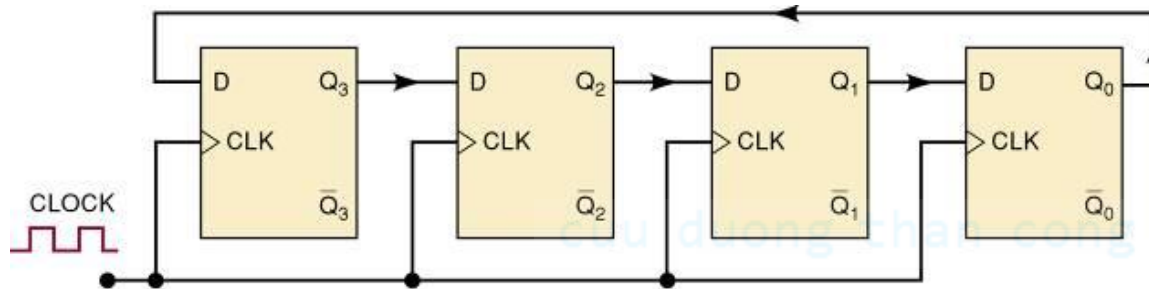 D Q₃ D Q₂ D Q₁ D Q₀
CLK CLK CLK CLK
CLOCK
Q̅₃ Q̅₂ Q̅₁ Q̅₀
cuu duong than cong